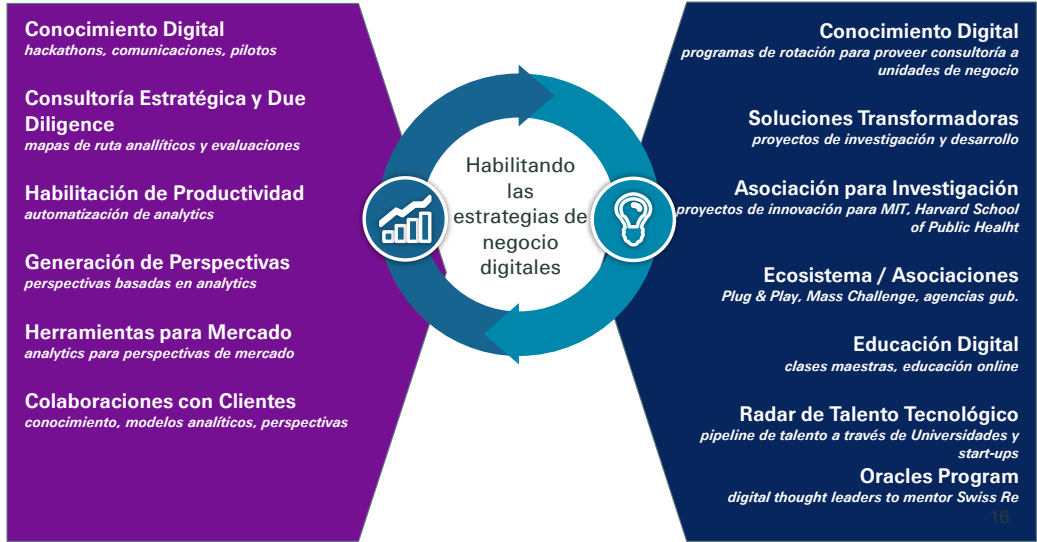 Conocimiento Digital
hackathons, comunicaciones, pilotos
Consultoría Estratégica y Due
Diligence
mapas de ruta anallíticos y evaluaciones
Habilitación de Productividad
automatización de analytics
Generación de Perspectivas
perspectivas basadas en analytics
Herramientas para Mercado
analytics para perspectivas de mercado
Colaboraciones con Clientes
conocimiento, modelos analíticos, perspectivas
Habilitando
las
estrategias de
negocio
digitales
Conocimiento Digital
programas de rotación para proveer consultoría a
unidades de negocio
Soluciones Transformadoras
proyectos de investigación y desarrollo
Asociación para Investigación
proyectos de innovación para MIT, Harvard School
of Public Healht
Ecosistema / Asociaciones
Plug & Play, Mass Challenge, agencias gub.
Educación Digital
clases maestras, educación online
Radar de Talento Tecnológico
pipeline de talento a través de Universidades y
start-ups
Oracles Program
digital thought leaders to mentor Swiss Re
16